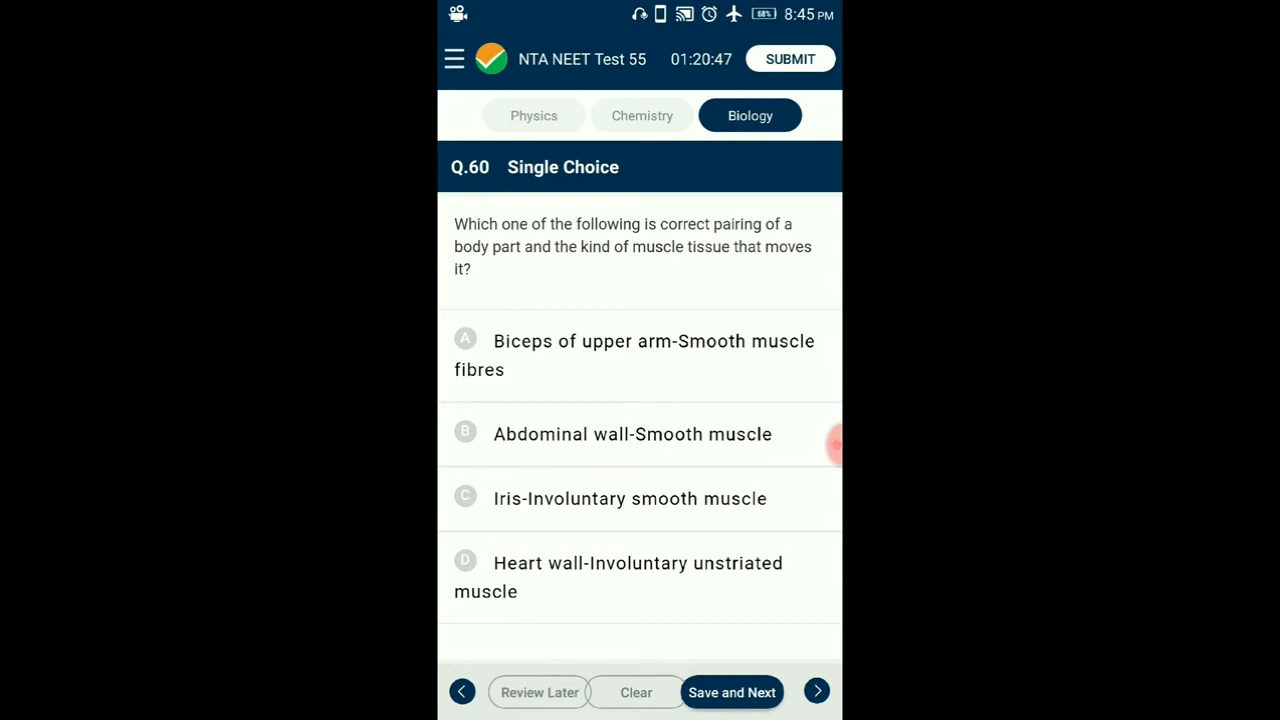 68% 8:45 PM
NTA NEET Test 55 01:20:47 SUBMIT
Physics Chemistry Biology
Q.60 Single Choice
Which one of the following is correct pairing of a
body part and the kind of muscle tissue that moves
it?
A Biceps of upper arm-Smooth muscle
fibres
B Abdominal wall-Smooth muscle
C Iris-Involuntary smooth muscle
D Heart wall-Involuntary unstriated
muscle
Review Later Clear Save and Next